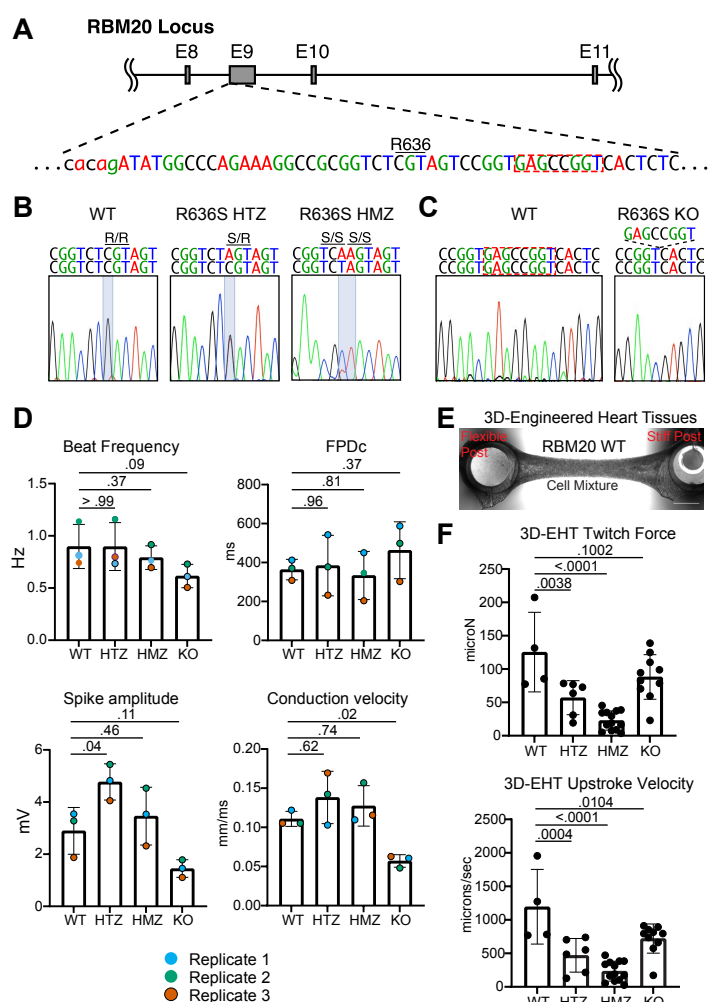 A
RBM20 Locus
E8 E9 E10 E11
R636
...cacagATATGGCCCAGAAAGGCCGCGGTCTCGTAGTCCGGTGAGCCGGTCACTCTC...
B
WT R636S HTZ R636S HMZ
R/R S/R S/S S/S
CGGTCTCGTAGT CGGTCTAGTAGT CGGTCAAGTAGT
CGGTCTCGTAGT CGGTCTCGTAGT CGGTCAAGTAGT
C
WT R636S KO
GAGCCGGT
CCGGTGAGCCGGTCACTC CCGGTCACTC
CCGGTGAGCCGGTCACTC CCGGTCACTC
D
Beat Frequency
.09
.37
> .99
Hz
1.5
1.0
0.5
0.0
WT HTZ HMZ KO
FPDc
.37
.81
.96
ms
800
600
400
200
0
WT HTZ HMZ KO
Spike amplitude
.11
.46
.04
mV
6
4
2
0
WT HTZ HMZ KO
Conduction velocity
.02
.74
.62
mm/ms
0.20
0.15
0.10
0.05
0.00
WT HTZ HMZ KO
Replicate 1
Replicate 2
Replicate 3
E
3D-Engineered Heart Tissues
Flexible Post
RBM20 WT
Stiff Post
Cell Mixture
F
3D-EHT Twitch Force
.1002
<.0001
.0038
microN
250
200
150
100
50
0
WT HTZ HMZ KO
3D-EHT Upstroke Velocity
.0104
<.0001
.0004
microns/sec
2500
2000
1500
1000
500
0
WT HTZ HMZ KO